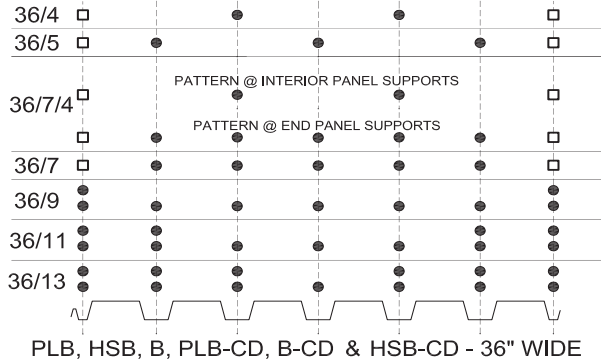 36/4
36/5
PATTERN @ INTERIOR PANEL SUPPORTS
36/7/4
PATTERN @ END PANEL SUPPORTS
36/7
36/9
36/11
36/13
PLB, HSB, B, PLB-CD, B-CD & HSB-CD - 36" WIDE